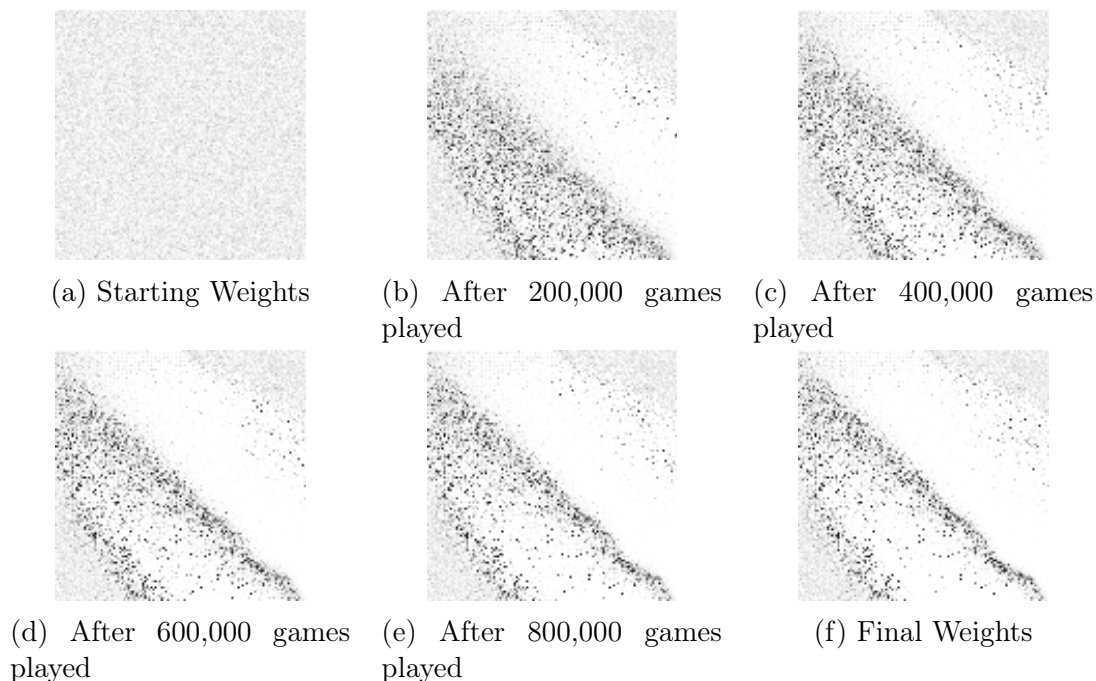 (a) Starting Weights
(b) After 200,000 games
played
(c) After 400,000 games
played
(d) After 600,000 games
played
(e) After 800,000 games
played
(f) Final Weights